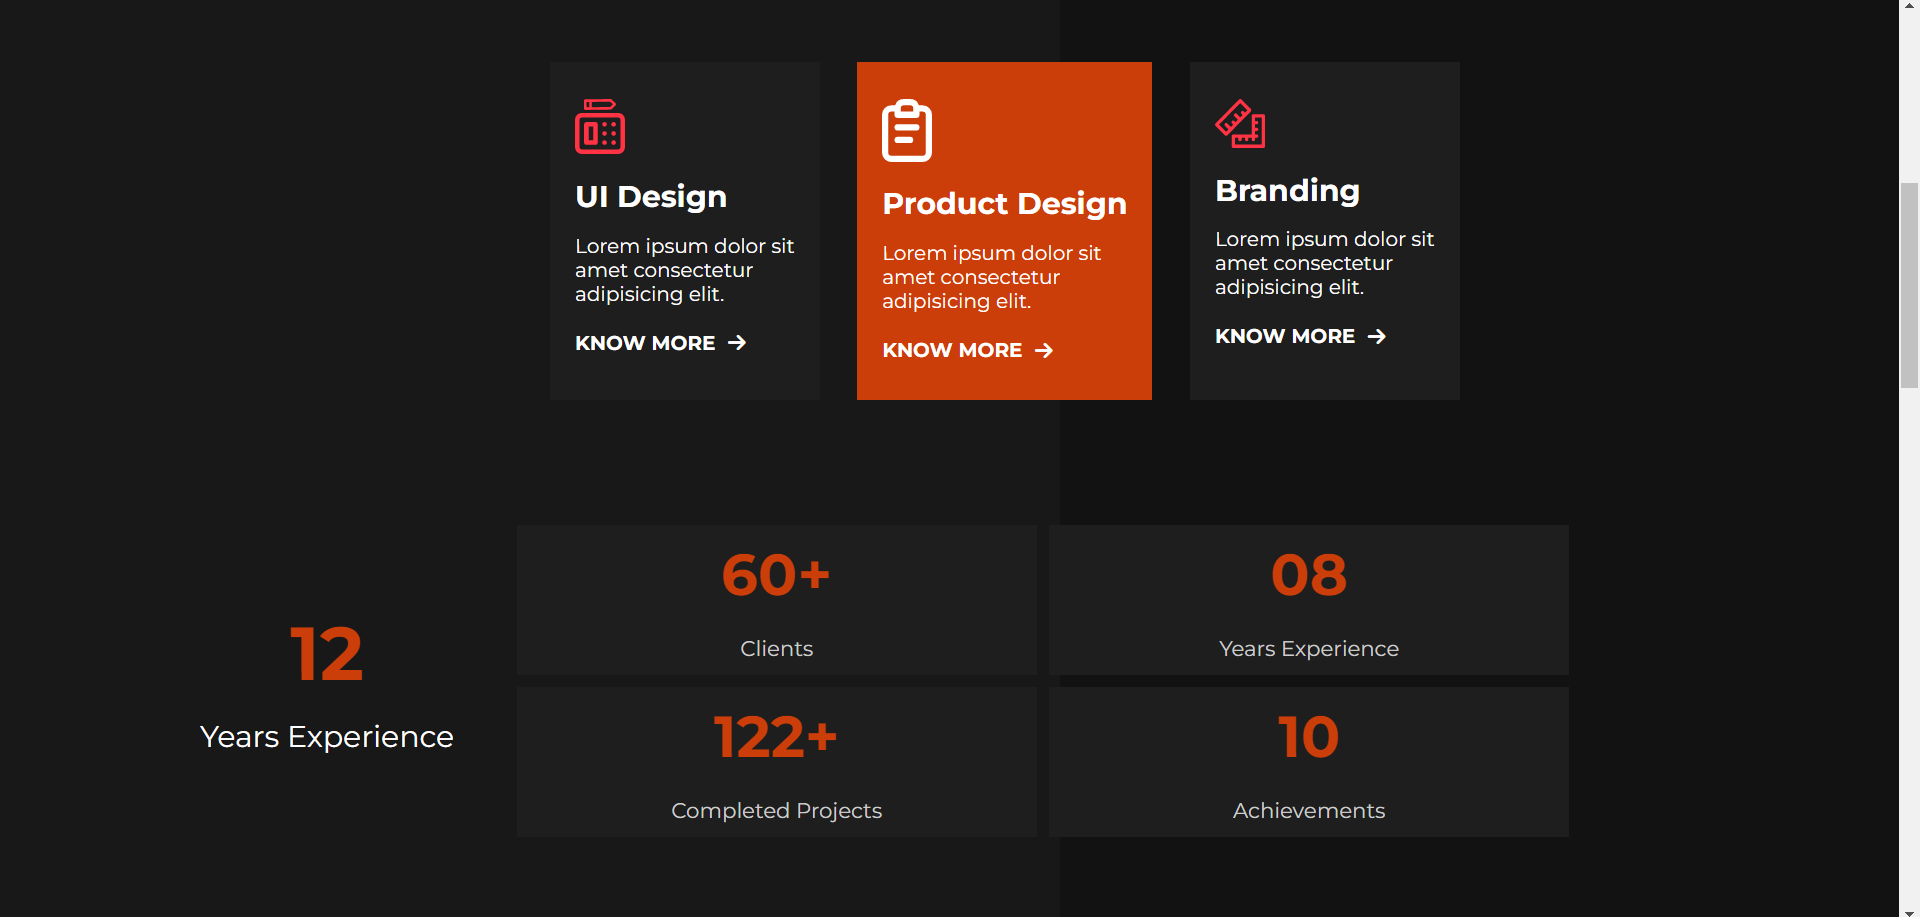 UI Design
Lorem ipsum dolor sit
amet consectetur
adipisicing elit.
KNOW MORE
Product Design
Lorem ipsum dolor sit
amet consectetur
adipisicing elit.
KNOW MORE
Branding
Lorem ipsum dolor sit
amet consectetur
adipisicing elit.
KNOW MORE
12
Years Experience
60+
Clients
08
Years Experience
122+
Completed Projects
10
Achievements